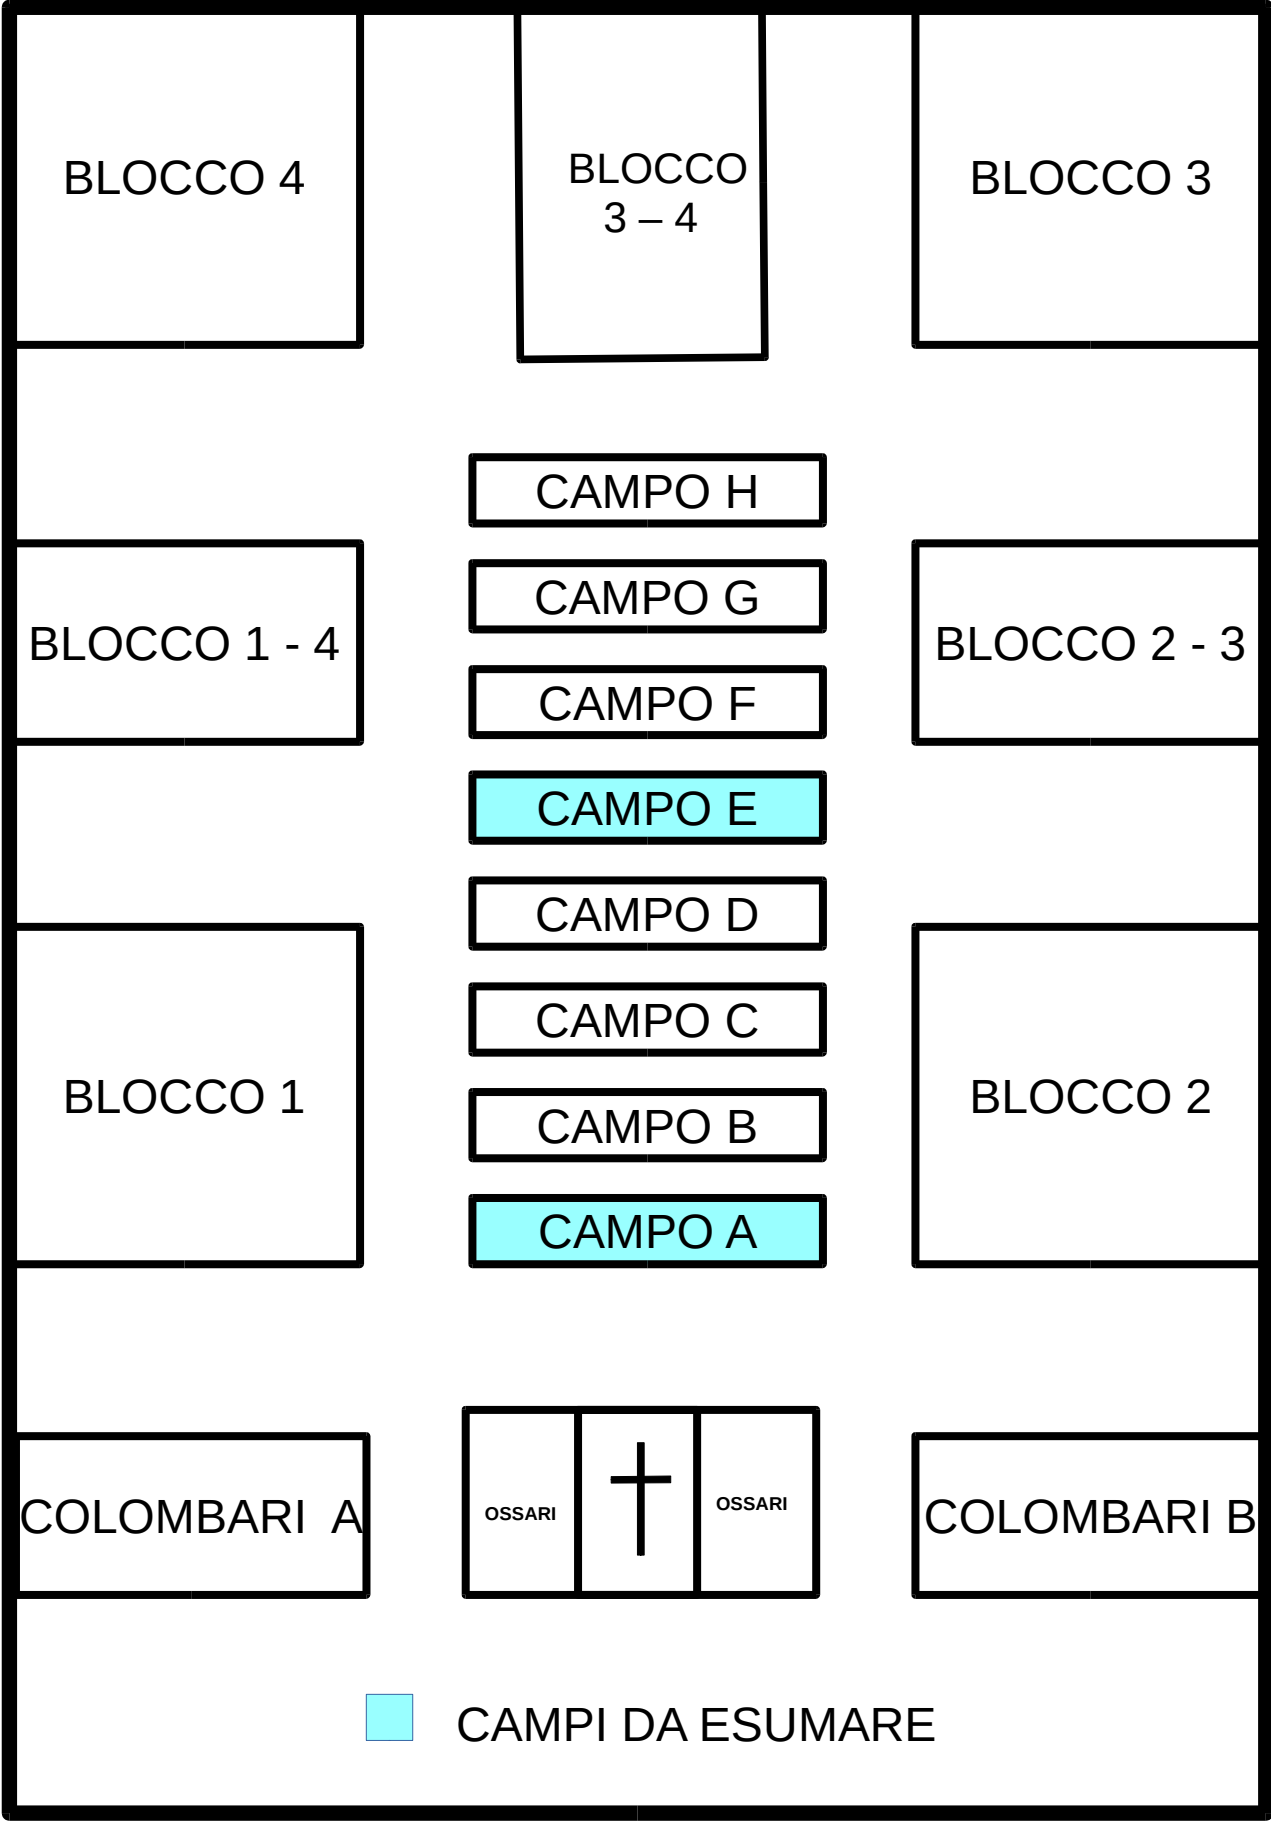 BLOCCO 4
BLOCCO
3 – 4
BLOCCO 3
CAMPO H
CAMPO G
BLOCCO 1 - 4
BLOCCO 2 - 3
CAMPO F
CAMPO E
CAMPO D
CAMPO C
BLOCCO 1
BLOCCO 2
CAMPO B
CAMPO A
COLOMBARI  A
OSSARI
OSSARI
COLOMBARI B
CAMPI DA ESUMARE